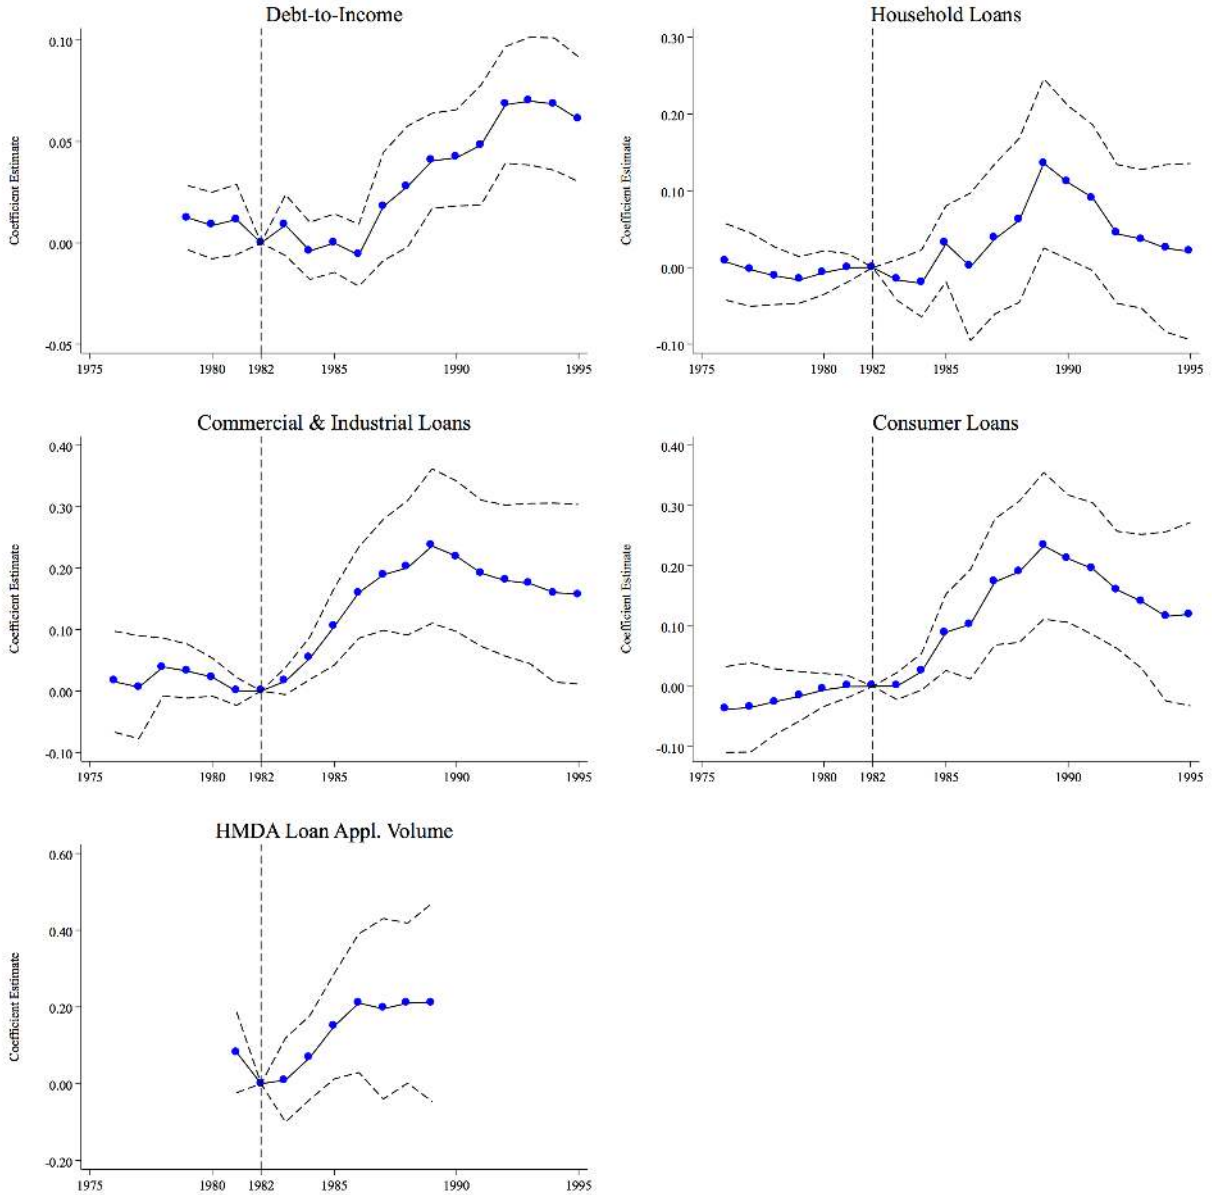 Debt-to-Income
Coefficient Estimate
0.10
0.05
0.00
-0.05
1975 1980 1982 1985 1990 1995
Household Loans
Coefficient Estimate
0.30
0.20
0.10
0.00
-0.10
1975 1980 1982 1985 1990 1995
Commercial & Industrial Loans
Coefficient Estimate
0.40
0.30
0.20
0.10
0.00
-0.10
1975 1980 1982 1985 1990 1995
Consumer Loans
Coefficient Estimate
0.40
0.30
0.20
0.10
0.00
-0.10
1975 1980 1982 1985 1990 1995
HMDA Loan Appl. Volume
Coefficient Estimate
0.60
0.40
0.20
0.00
-0.20
1975 1980 1982 1985 1990 1995